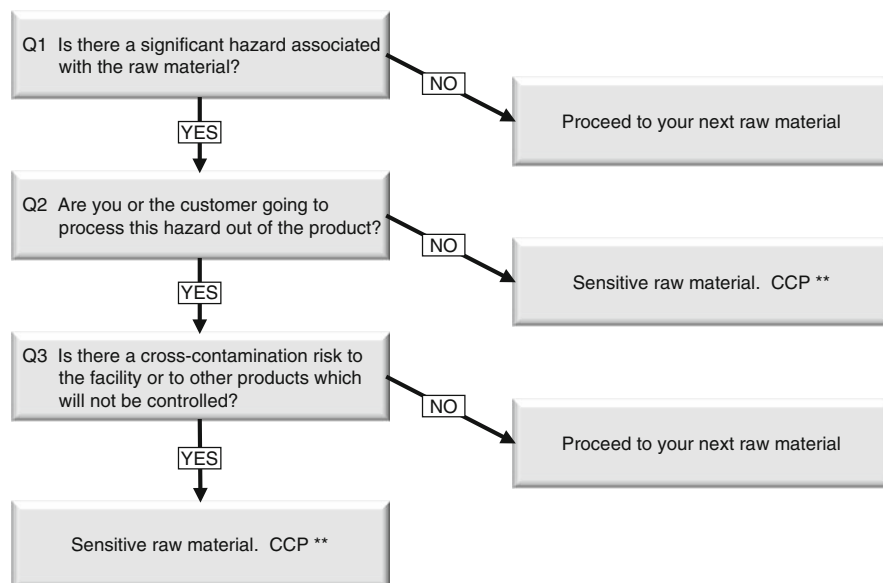 Q1 Is there a significant hazard associated
with the raw material?
NO
Proceed to your next raw material
YES
Q2 Are you or the customer going to
process this hazard out of the product?
NO
Sensitive raw material. CCP **
YES
Q3 Is there a cross-contamination risk to
the facility or to other products which
will not be controlled?
NO
Proceed to your next raw material
YES
Sensitive raw material. CCP **